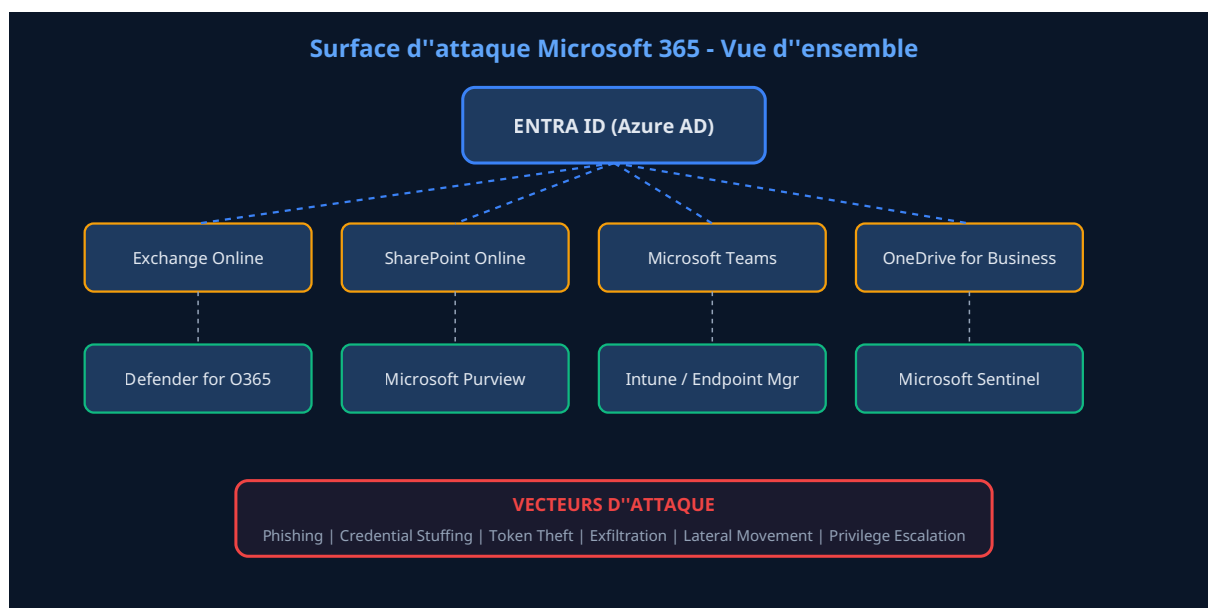 Surface d''attaque Microsoft 365 - Vue d''ensemble
ENTRA ID (Azure AD)
Exchange Online
SharePoint Online
Microsoft Teams
OneDrive for Business
Defender for O365
Microsoft Purview
Intune / Endpoint Mgr
Microsoft Sentinel
VECTEURS D''ATTAQUE
Phishing | Credential Stuffing | Token Theft | Exfiltration | Lateral Movement | Privilege Escalation